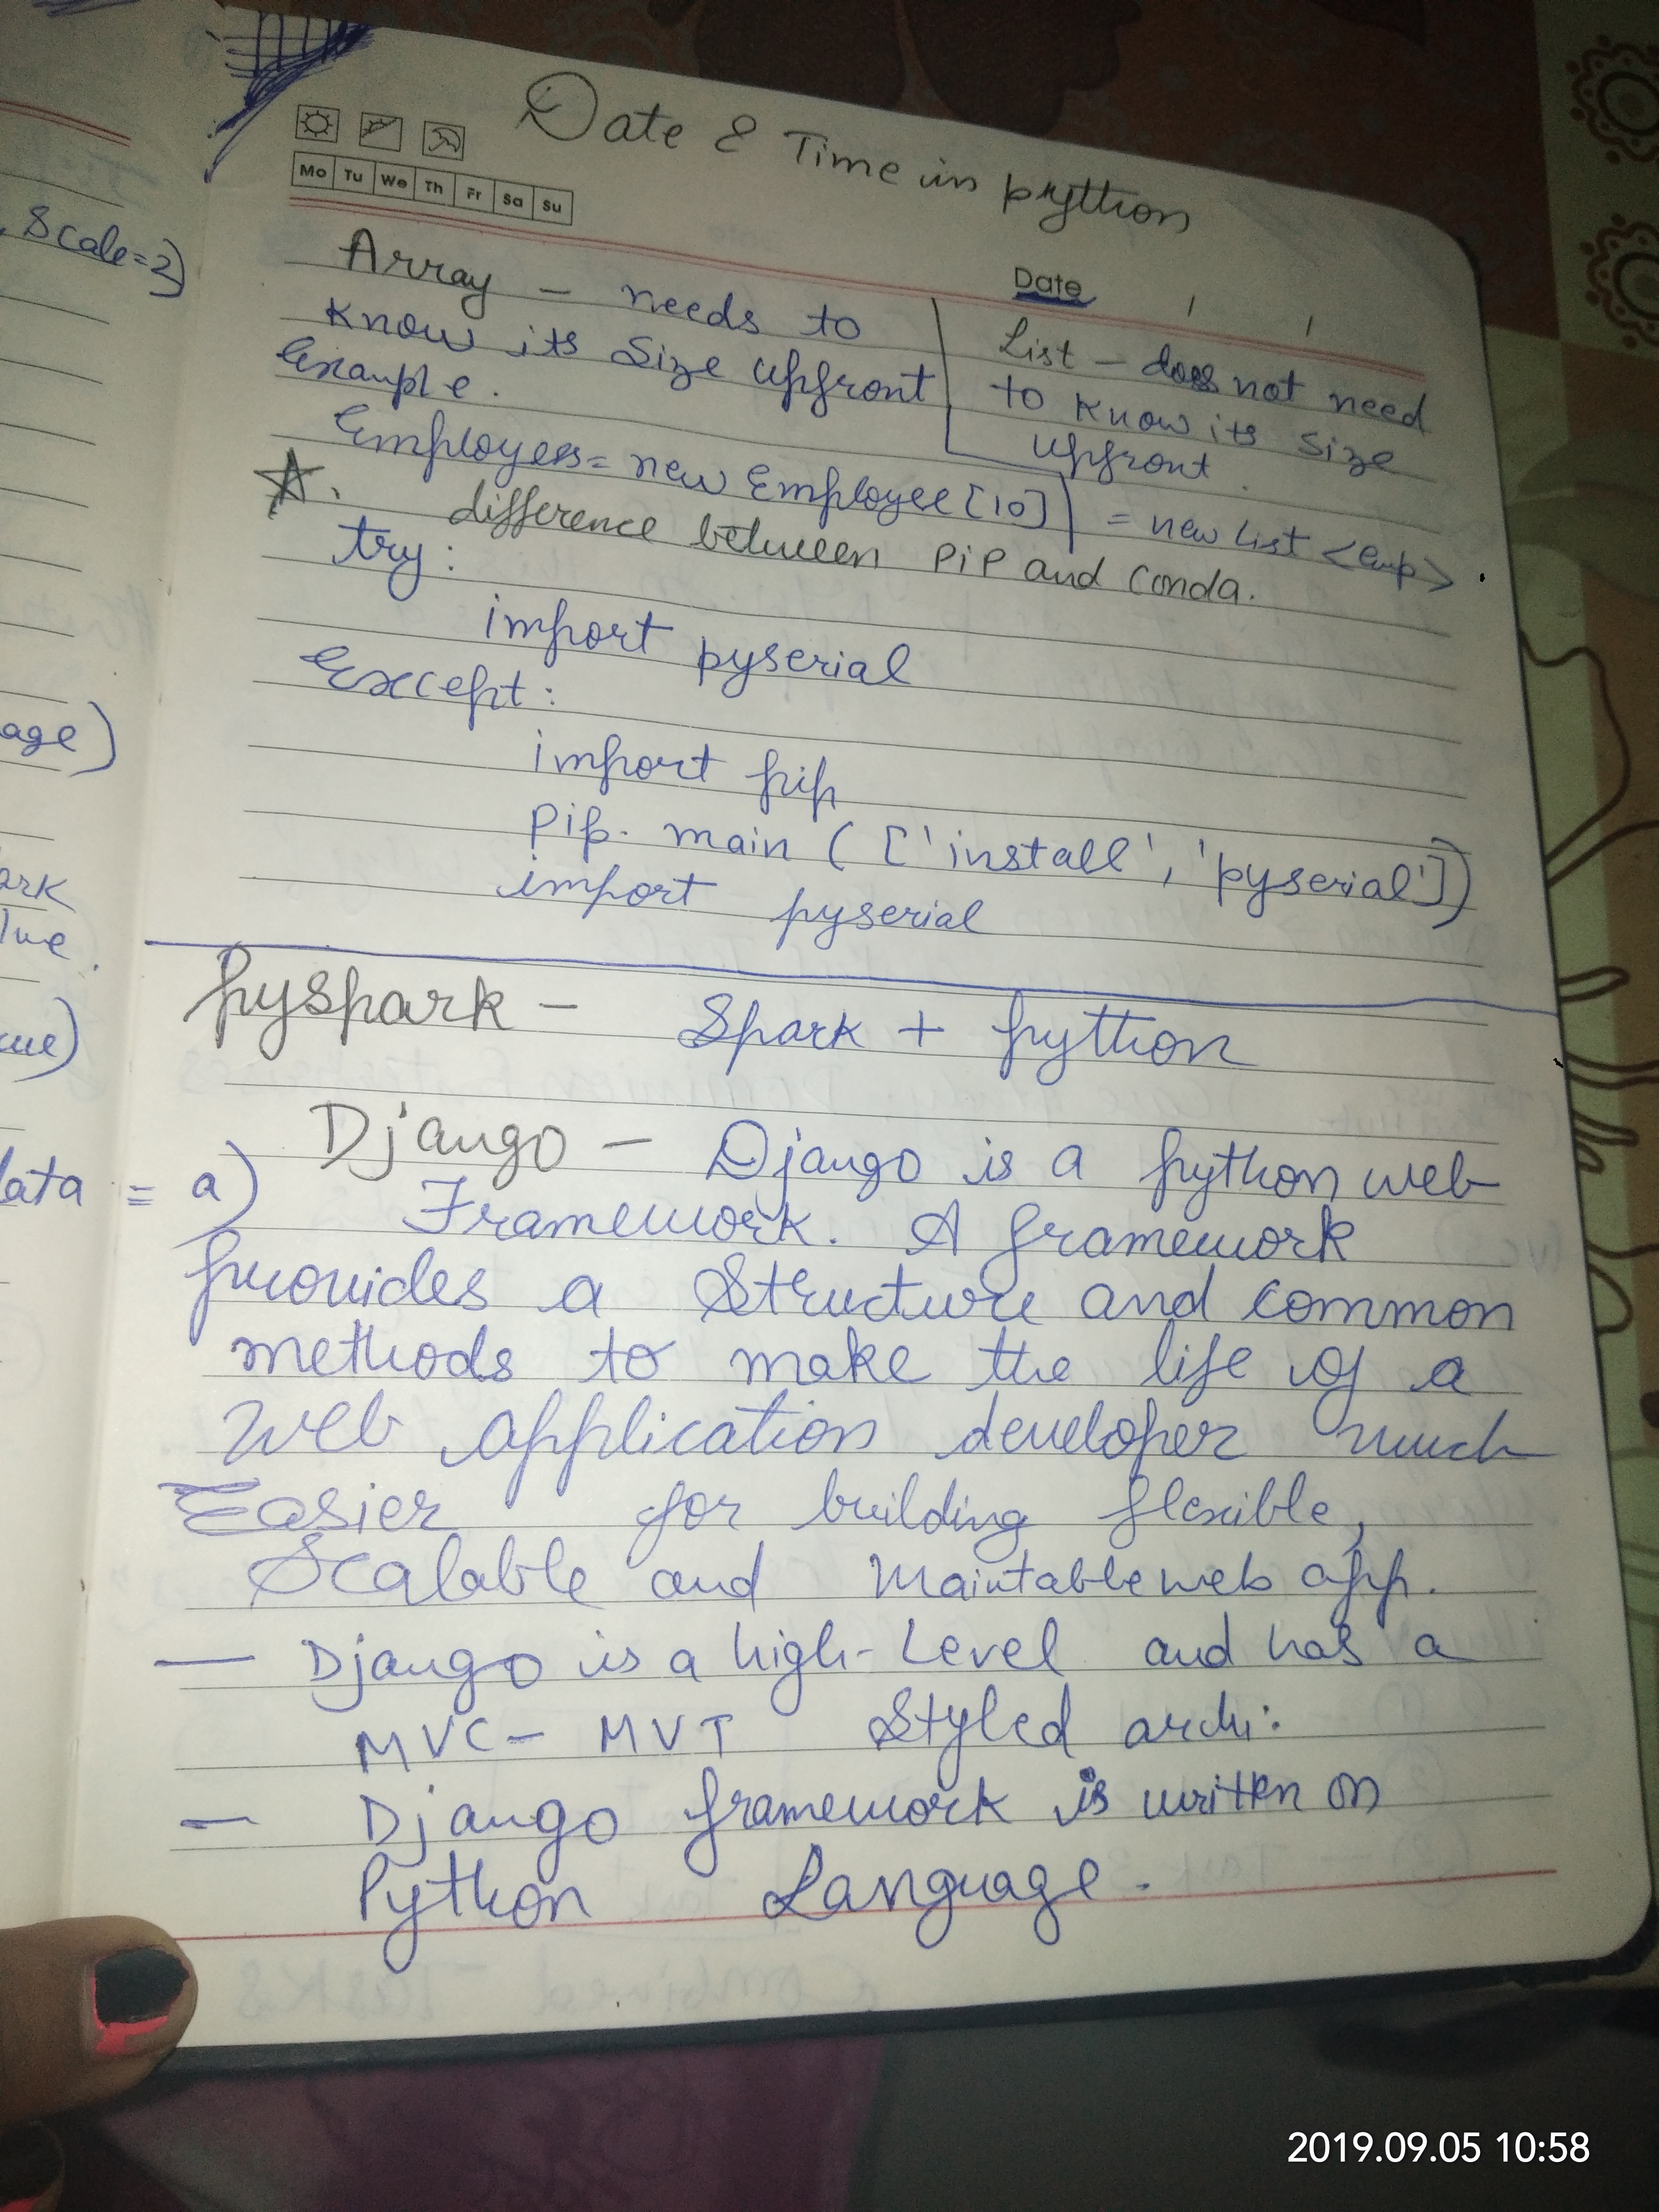 Date & Time in python
Mo Tu We Th Fr Sa Su
Date / /
, Scale=2)
Array - needs to
know its Size upfront
Example.
List - does not need
to know its size
upfront.
Employees = new Employee[10] = new List <emp>.
difference between PiP and Conda.
try:
import pyserial
Except:
import pip
Pip. main (['install', 'pyserial'])
import pyserial
age)
ark
lue.
ue)
Pyspark - Spark + Python
Django - Django is a python web
data = a)
Framework. A framework
provides a Structure and common
methods to make the life of a
web application developer much
Easier for building flexible,
Scalable and Maintable web app.
— Django is a high-Level and has a
MVC - MVT Styled archi:
— Django framework is written on
Python Language.
2019.09.05 10:58